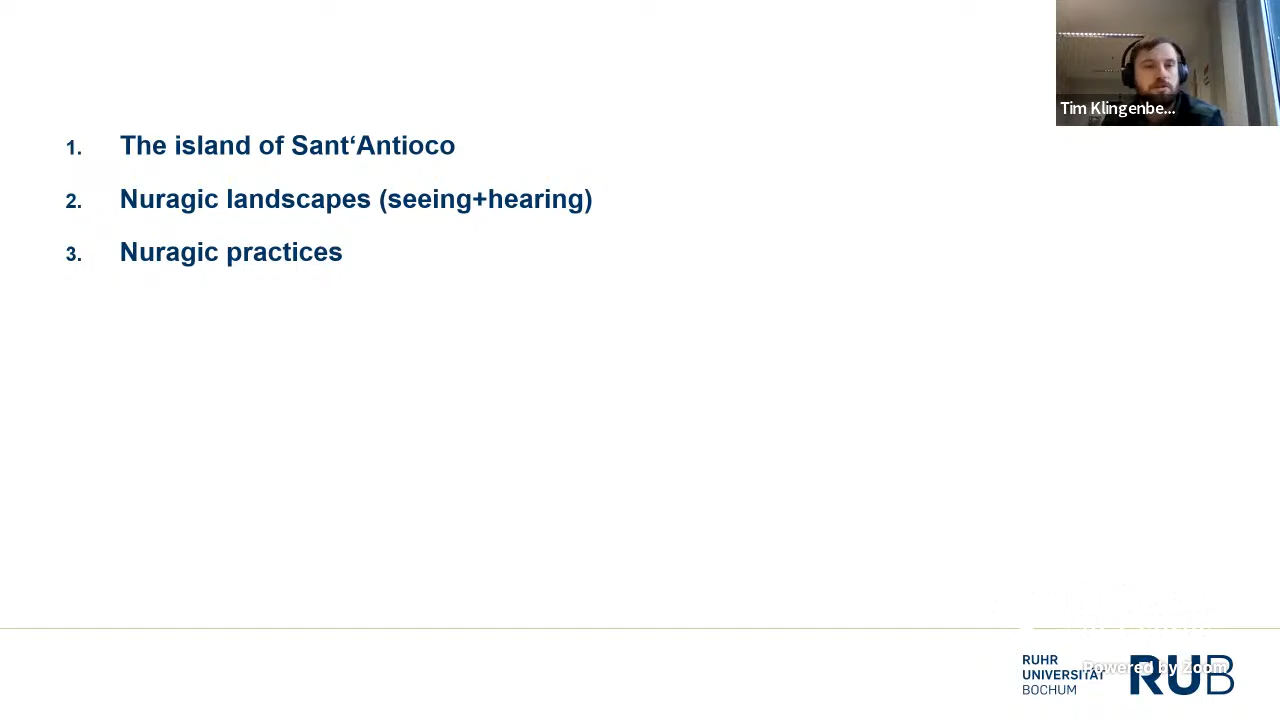 Tim Klingenbe...
1. The island of Sant‘Antioco
2. Nuragic landscapes (seeing+hearing)
3. Nuragic practices
RUHR
UNIVERSITÄT
BOCHUM
RUB
Powered by Zoom